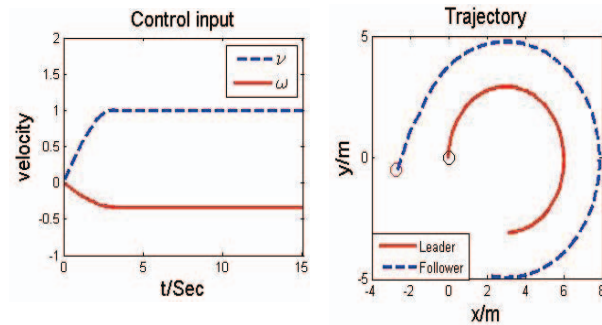 Control input
2
1.5
1
0.5
0
-0.5
-1
0
5
10
15
velocity
t/Sec
ν
ω
Trajectory
5
0
-5
-4
-2
0
2
4
6
8
y/m
x/m
Leader
Follower